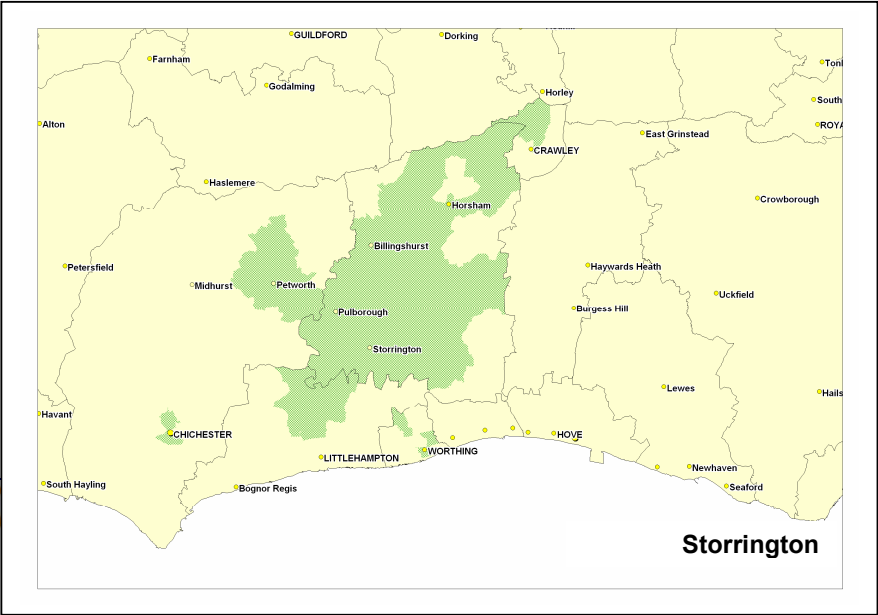 GUILDFORD
Dorking
Farnham
Godalming
Horley
Alton
East Grinstead
CRAWLEY
Haslemere
Crowborough
Horsham
Billingshurst
Petersfield
Haywards Heath
Midhurst
Petworth
Uckfield
Pulborough
Burgess Hill
Storrington
Lewes
Hails
Havant
CHICHESTER
HOVE
WORTHING
LITTLEHAMPTON
Newhaven
South Hayling
Bognor Regis
Seaford
South
ROYA
Storrington